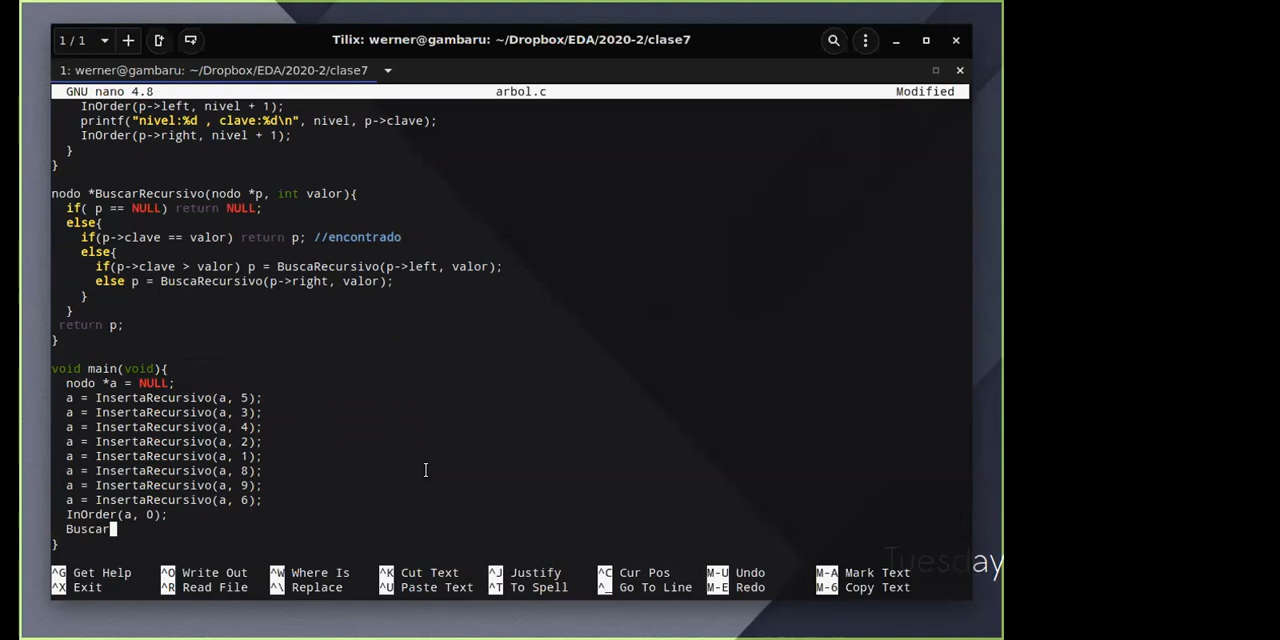 1 / 1 Tilix: werner@gambaru: ~/Dropbox/EDA/2020-2/clase7
1: werner@gambaru: ~/Dropbox/EDA/2020-2/clase7
GNU nano 4.8 arbol.c Modified
InOrder(p->left, nivel + 1);
printf("nivel:%d , clave:%d\n", nivel, p->clave);
InOrder(p->right, nivel + 1);
}
}
nodo *BuscarRecursivo(nodo *p, int valor){
if( p == NULL) return NULL;
else{
if(p->clave == valor) return p; //encontrado
else{
if(p->clave > valor) p = BuscaRecursivo(p->left, valor);
else p = BuscaRecursivo(p->right, valor);
}
}
return p;
}
void main(void){
nodo *a = NULL;
a = InsertaRecursivo(a, 5);
a = InsertaRecursivo(a, 3);
a = InsertaRecursivo(a, 4);
a = InsertaRecursivo(a, 2);
a = InsertaRecursivo(a, 1);
a = InsertaRecursivo(a, 8);
a = InsertaRecursivo(a, 9);
a = InsertaRecursivo(a, 6);
InOrder(a, 0);
Buscar
}
Tuesday
^G Get Help ^O Write Out ^W Where Is ^K Cut Text ^J Justify ^C Cur Pos M-U Undo M-A Mark Text
^X Exit ^R Read File ^\ Replace ^U Paste Text ^T To Spell ^_ Go To Line M-E Redo M-6 Copy Text